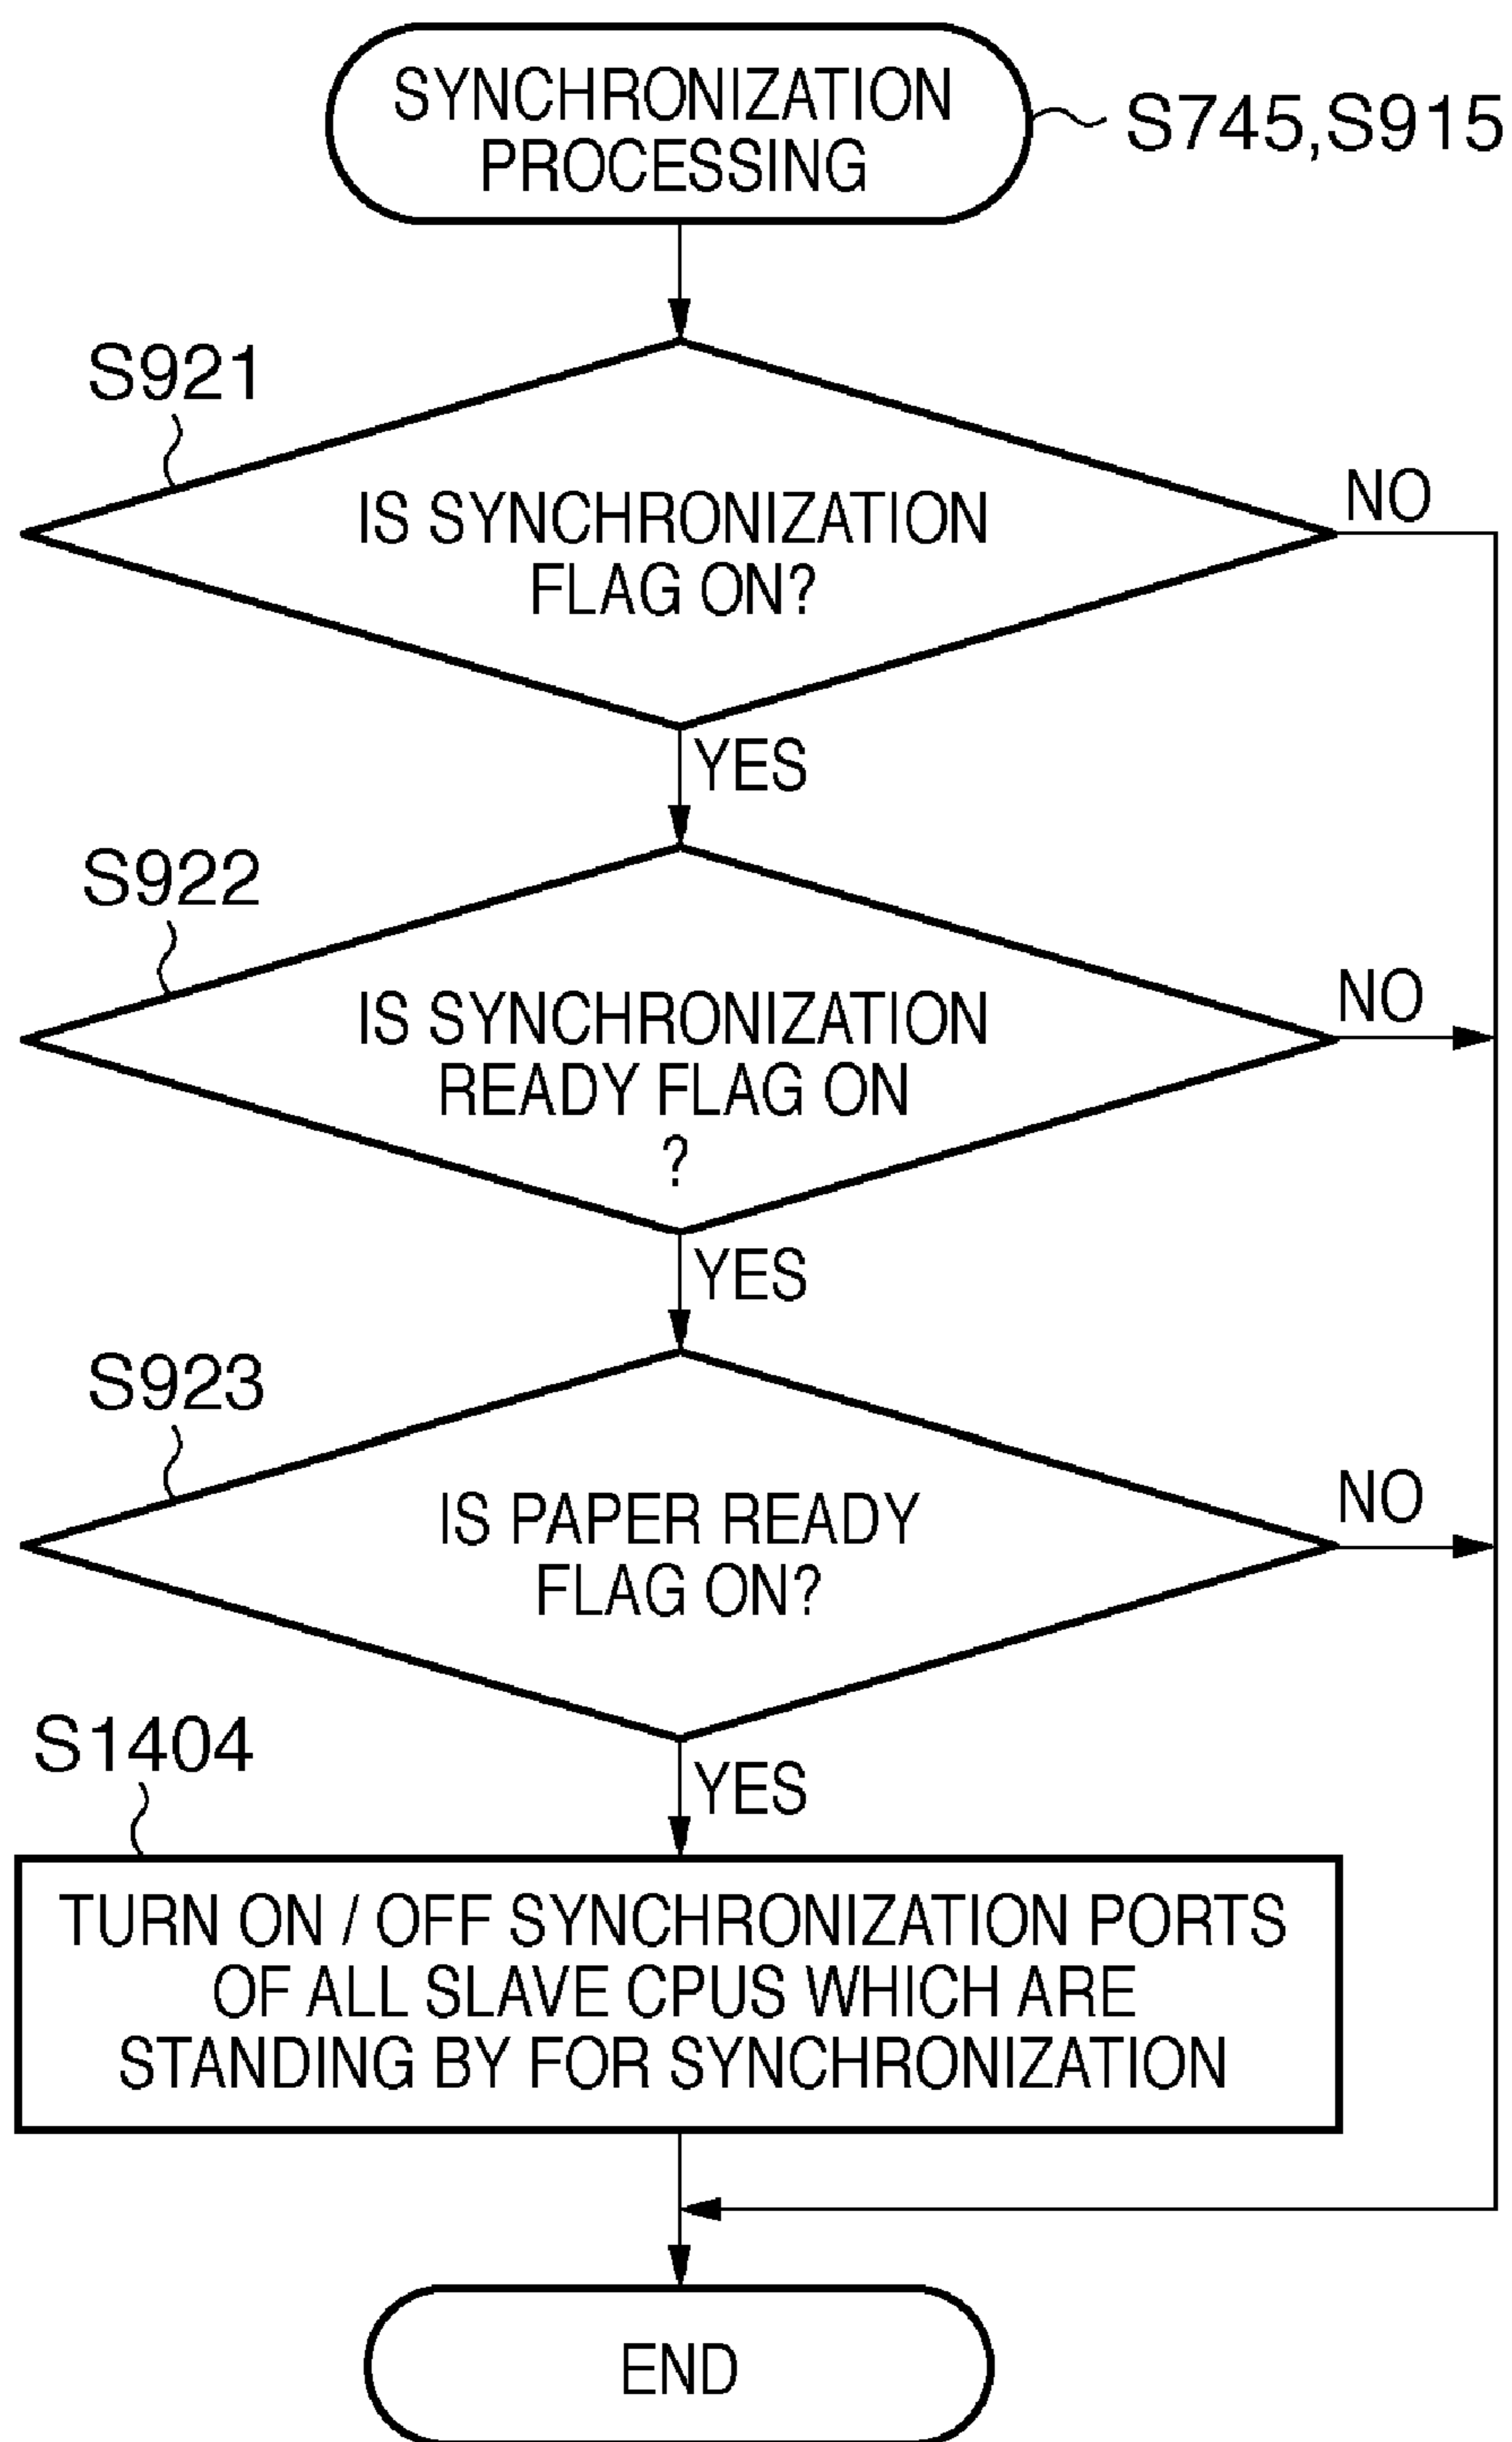 SYNCHRONIZATION
PROCESSING
S745,S915
S921
IS SYNCHRONIZATION
FLAG ON?
NO
YES
S922
IS SYNCHRONIZATION
READY FLAG ON
?
NO
YES
S923
IS PAPER READY
FLAG ON?
NO
YES
S1404
TURN ON / OFF SYNCHRONIZATION PORTS
OF ALL SLAVE CPUS WHICH ARE
STANDING BY FOR SYNCHRONIZATION
END